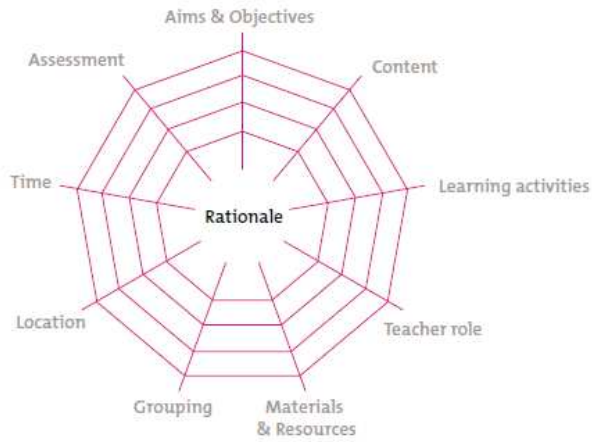 Aims & Objectives
Assessment
Content
Time
Learning activities
Rationale
Location
Teacher role
Grouping
Materials
& Resources